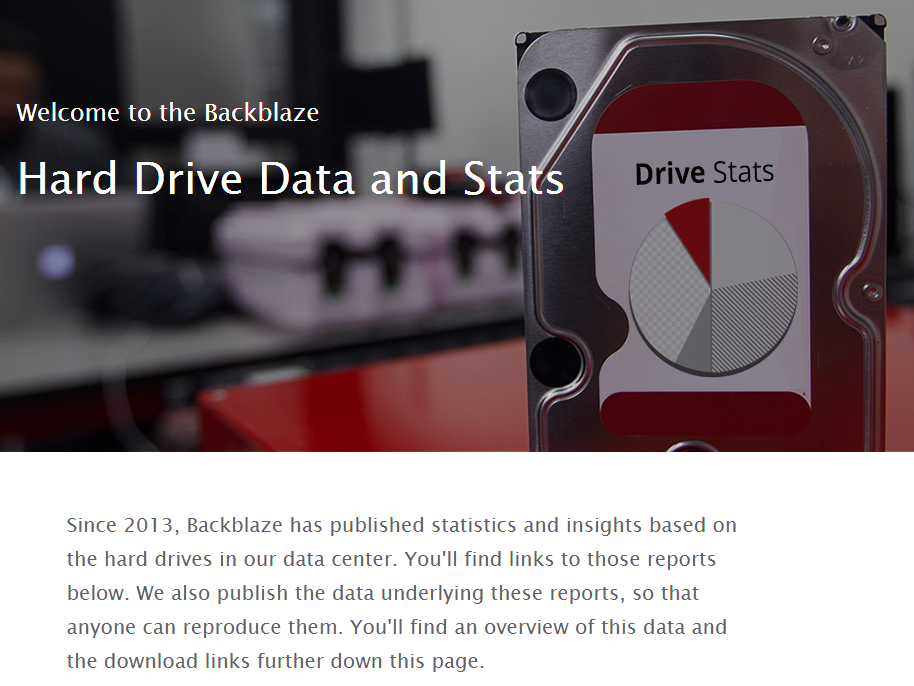 Welcome to the Backblaze
Hard Drive Data and Stats
Drive Stats
Since 2013, Backblaze has published statistics and insights based on
the hard drives in our data center. You'll find links to those reports
below. We also publish the data underlying these reports, so that
anyone can reproduce them. You'll find an overview of this data and
the download links further down this page.